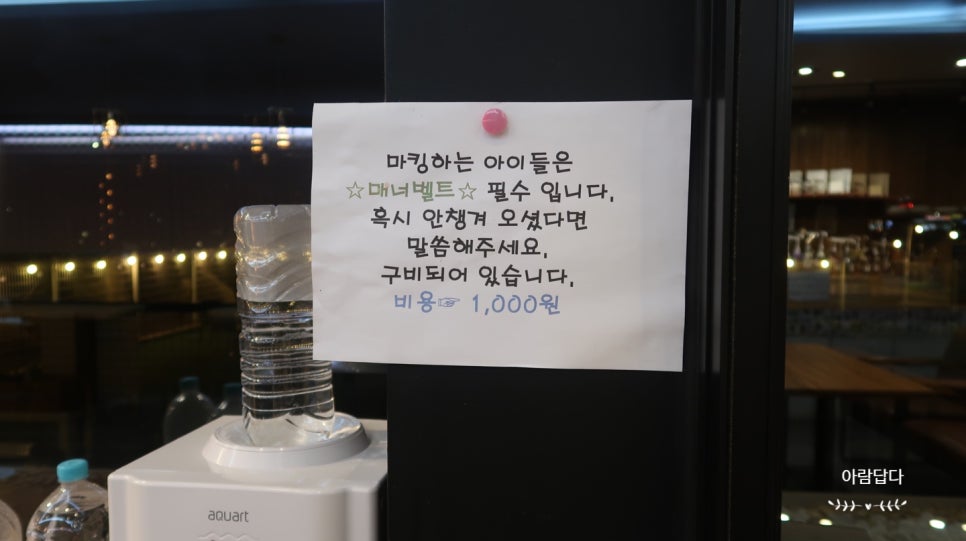 마킹하는 아이들은
☆매너벨트☆ 필수 입니다.
혹시 안챙겨 오셨다면
말씀해주세요.
구비되어 있습니다.
비용☞ 1,000원
aquart
아람답다